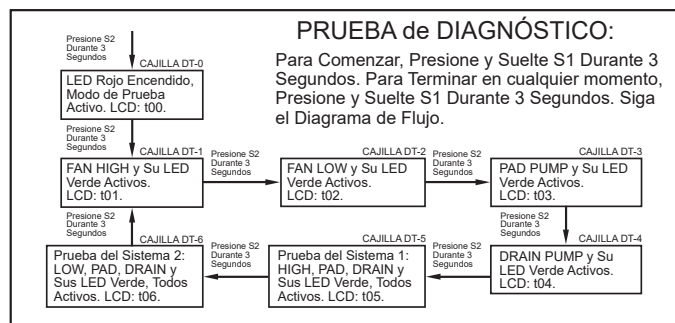 PRUEBA de DIAGNÓSTICO:
Para Comenzar, Presione y Suelte S1 Durante 3
Segundos. Para Terminar en cualquier momento,
Presione y Suelte S1 Durante 3 Segundos. Siga
el Diagrama de Flujo.
Presione S2
Durante 3
Segundos
CAJILLA DT-0
LED Rojo Encendido,
Modo de Prueba
Activo. LCD: t00.
Presione S2
Durante 3
Segundos
CAJILLA DT-1
FAN HIGH y Su LED
Verde Activos.
LCD: t01.
Presione S2
Durante 3
Segundos
CAJILLA DT-2
FAN LOW y Su LED
Verde Activos.
LCD: t02.
Presione S2
Durante 3
Segundos
CAJILLA DT-3
PAD PUMP y Su LED
Verde Activos.
LCD: t03.
Presione S2
Durante 3
Segundos
CAJILLA DT-4
DRAIN PUMP y Su
LED Verde Activos.
LCD: t04.
Presione S2
Durante 3
Segundos
CAJILLA DT-5
Prueba del Sistema 1:
HIGH, PAD, DRAIN y
Sus LED Verde, Todos
Activos. LCD: t05.
Presione S2
Durante 3
Segundos
CAJILLA DT-6
Prueba del Sistema 2:
LOW, PAD, DRAIN y
Sus LED Verde, Todos
Activos. LCD: t06.
Presione S2
Durante 3
Segundos